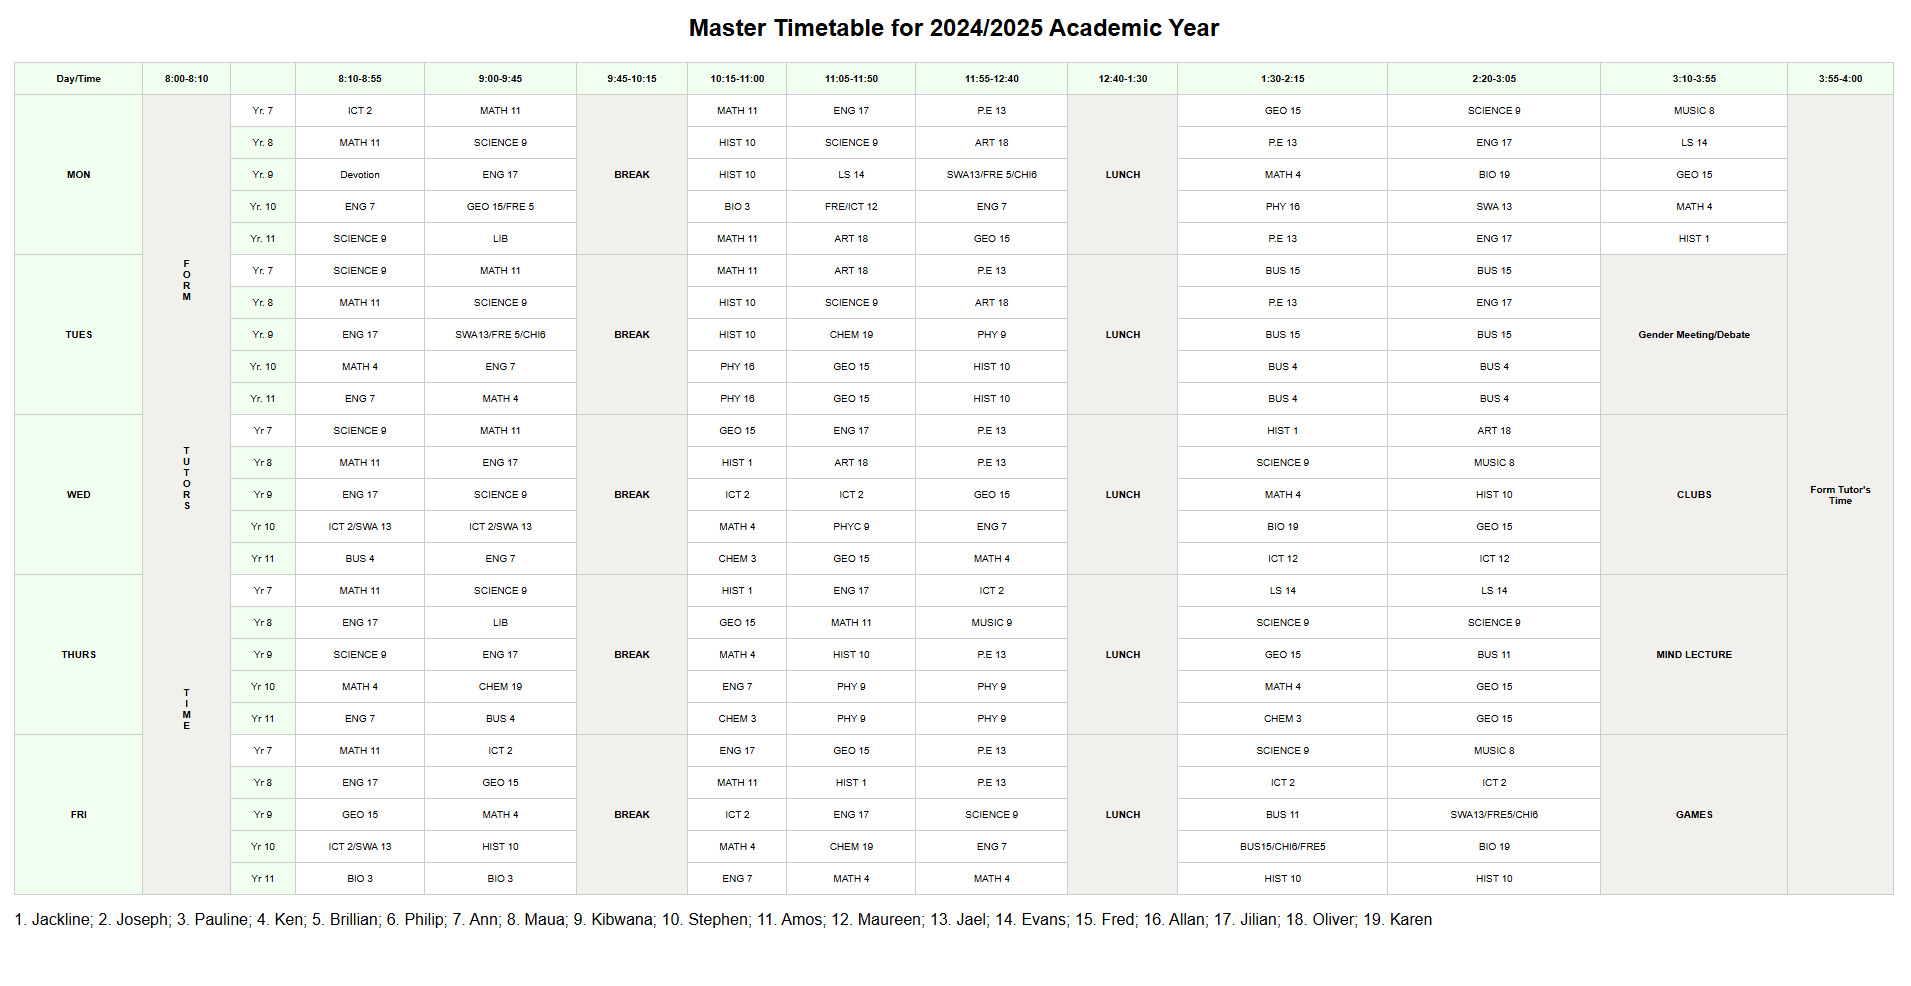 Master Timetable for 2024/2025 Academic Year
Day/Time 8:00-8:10 8:10-8:55 9:00-9:45 9:45-10:15 10:15-11:00 11:05-11:50 11:55-12:40 12:40-1:30 1:30-2:15 2:20-3:05 3:10-3:55 3:55-4:00
MON FORM TUTORS TIME Yr. 7 ICT 2 MATH 11 BREAK MATH 11 ENG 17 P.E 13 LUNCH GEO 15 SCIENCE 9 MUSIC 8 Form Tutor's Time
Yr. 8 MATH 11 SCIENCE 9 HIST 10 SCIENCE 9 ART 18 P.E 13 ENG 17 LS 14
Yr. 9 Devotion ENG 17 HIST 10 LS 14 SWA13/FRE 5/CHI6 MATH 4 BIO 19 GEO 15
Yr. 10 ENG 7 GEO 15/FRE 5 BIO 3 FRE/ICT 12 ENG 7 PHY 16 SWA 13 MATH 4
Yr. 11 SCIENCE 9 LIB MATH 11 ART 18 GEO 15 P.E 13 ENG 17 HIST 1
TUES Yr. 7 SCIENCE 9 MATH 11 BREAK MATH 11 ART 18 P.E 13 LUNCH BUS 15 BUS 15 Gender Meeting/Debate
Yr. 8 MATH 11 SCIENCE 9 HIST 10 SCIENCE 9 ART 18 P.E 13 ENG 17
Yr. 9 ENG 17 SWA13/FRE 5/CHI6 HIST 10 CHEM 19 PHY 9 BUS 15 BUS 15
Yr. 10 MATH 4 ENG 7 PHY 16 GEO 15 HIST 10 BUS 4 BUS 4
Yr. 11 ENG 7 MATH 4 PHY 16 GEO 15 HIST 10 BUS 4 BUS 4
WED Yr 7 SCIENCE 9 MATH 11 BREAK GEO 15 ENG 17 P.E 13 LUNCH HIST 1 ART 18 CLUBS
Yr 8 MATH 11 ENG 17 HIST 1 ART 18 P.E 13 SCIENCE 9 MUSIC 8
Yr 9 ENG 17 SCIENCE 9 ICT 2 ICT 2 GEO 15 MATH 4 HIST 10
Yr 10 ICT 2/SWA 13 ICT 2/SWA 13 MATH 4 PHYC 9 ENG 7 BIO 19 GEO 15
Yr 11 BUS 4 ENG 7 CHEM 3 GEO 15 MATH 4 ICT 12 ICT 12
THURS Yr 7 MATH 11 SCIENCE 9 BREAK HIST 1 ENG 17 ICT 2 LUNCH LS 14 LS 14 MIND LECTURE
Yr 8 ENG 17 LIB GEO 15 MATH 11 MUSIC 9 SCIENCE 9 SCIENCE 9
Yr 9 SCIENCE 9 ENG 17 MATH 4 HIST 10 P.E 13 GEO 15 BUS 11
Yr 10 MATH 4 CHEM 19 ENG 7 PHY 9 PHY 9 MATH 4 GEO 15
Yr 11 ENG 7 BUS 4 CHEM 3 PHY 9 PHY 9 CHEM 3 GEO 15
FRI Yr 7 MATH 11 ICT 2 BREAK ENG 17 GEO 15 P.E 13 LUNCH SCIENCE 9 MUSIC 8 GAMES
Yr 8 ENG 17 GEO 15 MATH 11 HIST 1 P.E 13 ICT 2 ICT 2
Yr 9 GEO 15 MATH 4 ICT 2 ENG 17 SCIENCE 9 BUS 11 SWA13/FRE5/CHI6
Yr 10 ICT 2/SWA 13 HIST 10 MATH 4 CHEM 19 ENG 7 BUS15/CHI6/FRE5 BIO 19
Yr 11 BIO 3 BIO 3 ENG 7 MATH 4 MATH 4 HIST 10 HIST 10
1. Jackline; 2. Joseph; 3. Pauline; 4. Ken; 5. Brillian; 6. Philip; 7. Ann; 8. Maua; 9. Kibwana; 10. Stephen; 11. Amos; 12. Maureen; 13. Jael; 14. Evans; 15. Fred; 16. Allan; 17. Jilian; 18. Oliver; 19. Karen